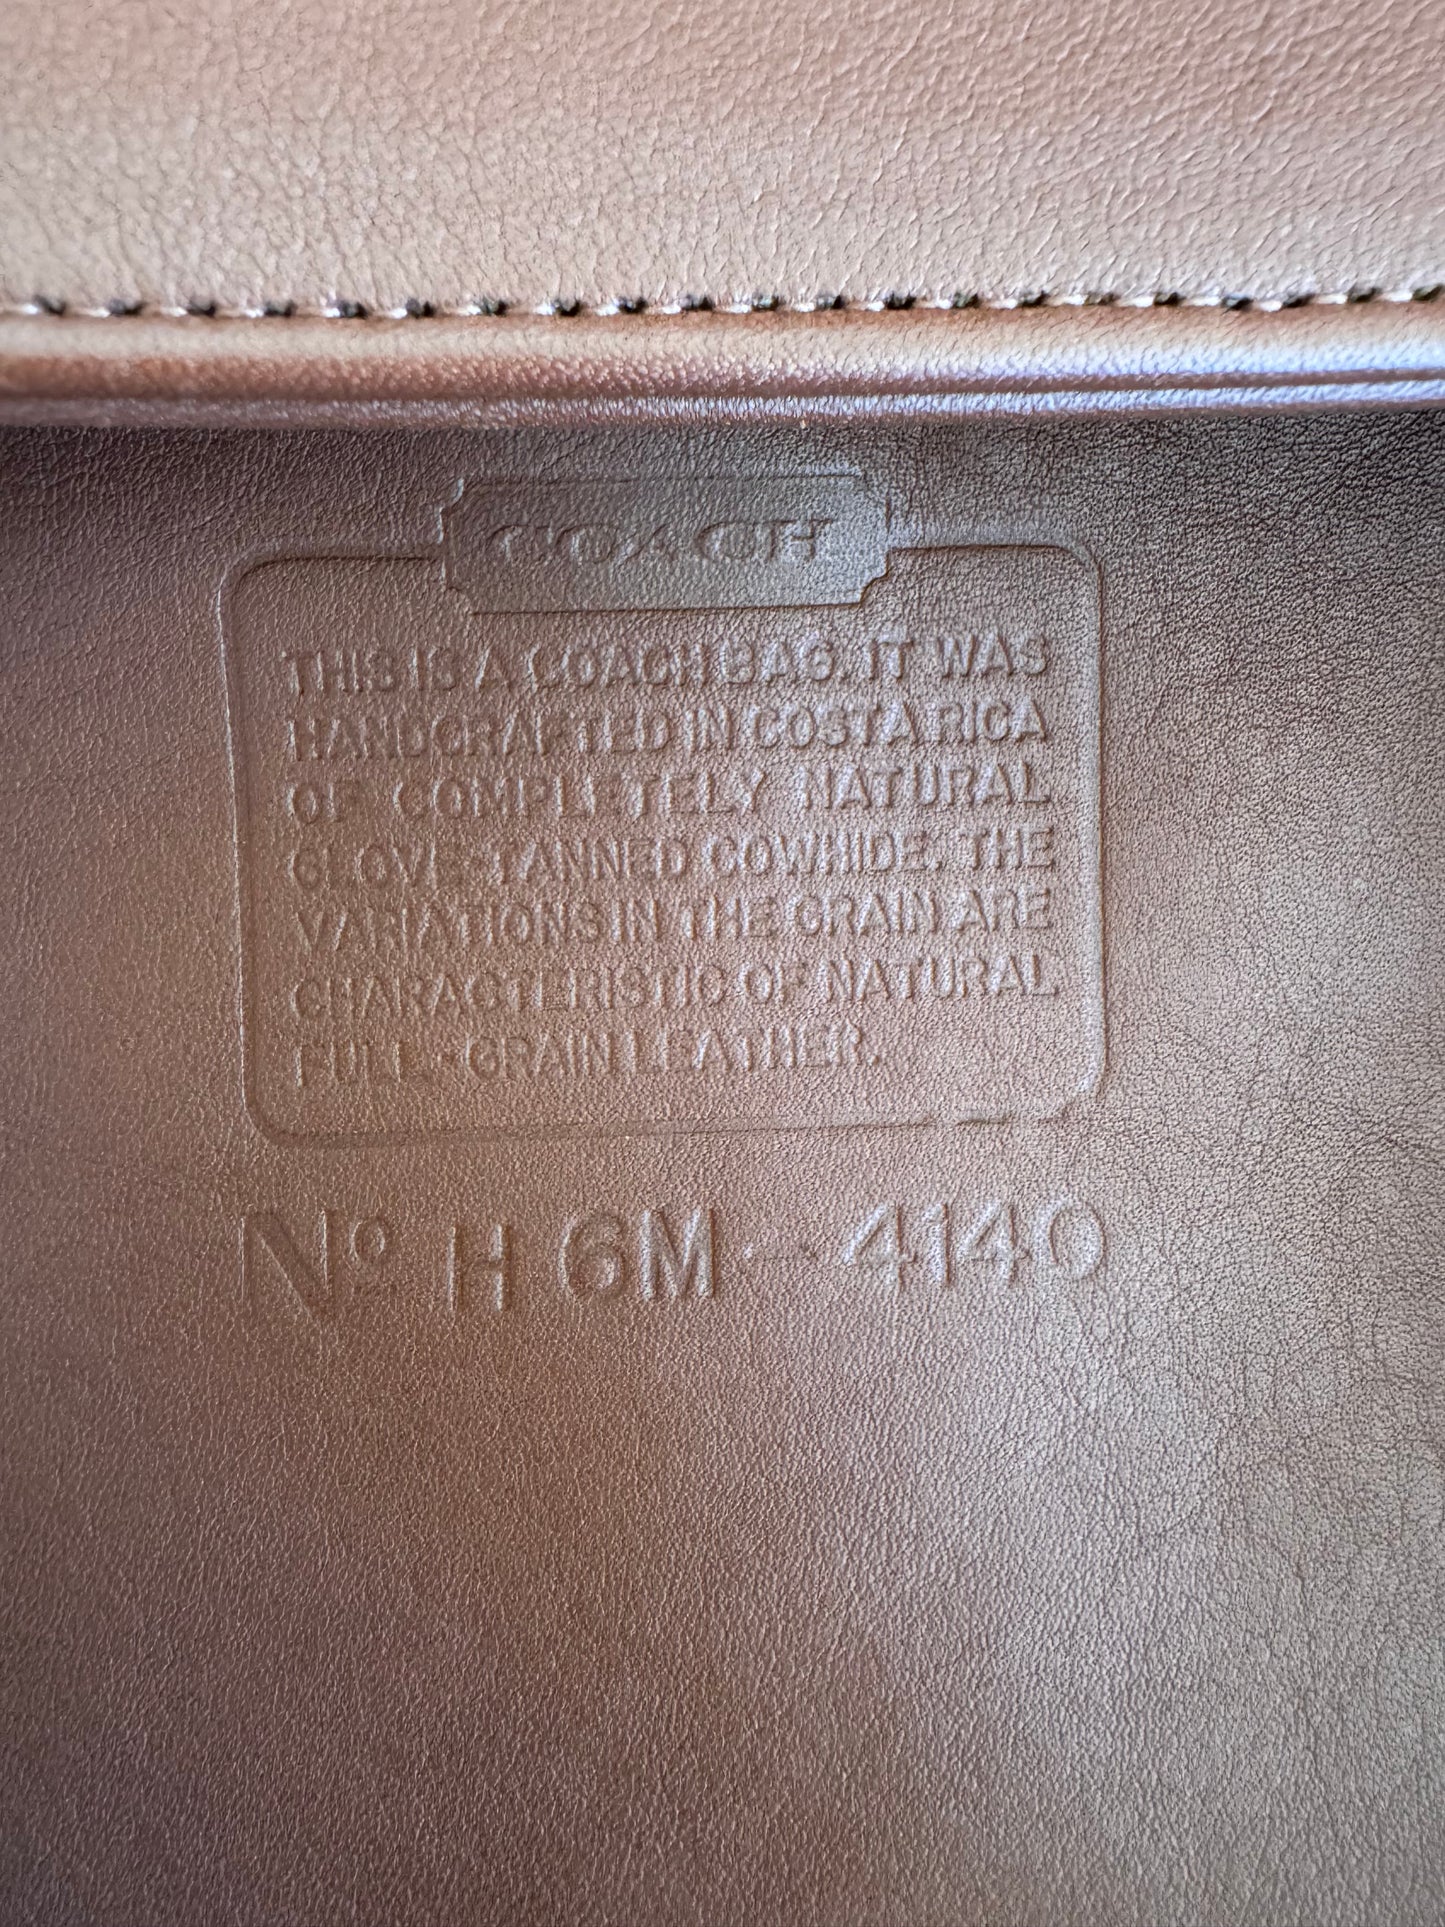 COACH
THIS IS A COACH BAG. IT WAS
HANDCRAFTED IN COSTA RICA
OF COMPLETELY NATURAL
GLOVE TANNED COWHIDE. THE
VARIATIONS IN THE GRAIN ARE
CHARACTERISTIC OF NATURAL
FULL-GRAIN LEATHER.
No H6M-4140